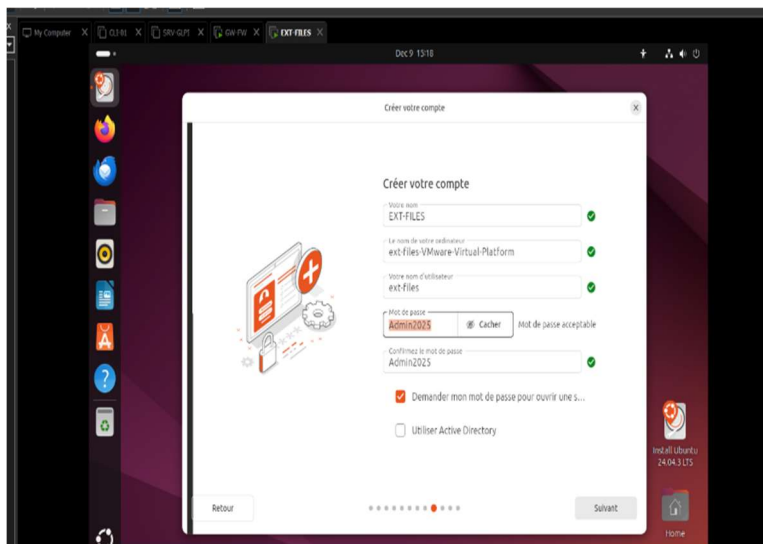 My Computer X CLT-01 X SRV-GLPI X GW-FW X EXT-FILES X
Dec 9 13:18
Créer votre compte
Créer votre compte
Votre nom
EXT-FILES
Le nom de votre ordinateur
ext-files-VMware-Virtual-Platform
Votre nom d'utilisateur
ext-files
Mot de passe
Admin2025 Cacher Mot de passe acceptable
Confirmez le mot de passe
Admin2025
Demander mon mot de passe pour ouvrir une s...
Utiliser Active Directory
Install Ubuntu
24.04.3 LTS
Retour Suivant
Home